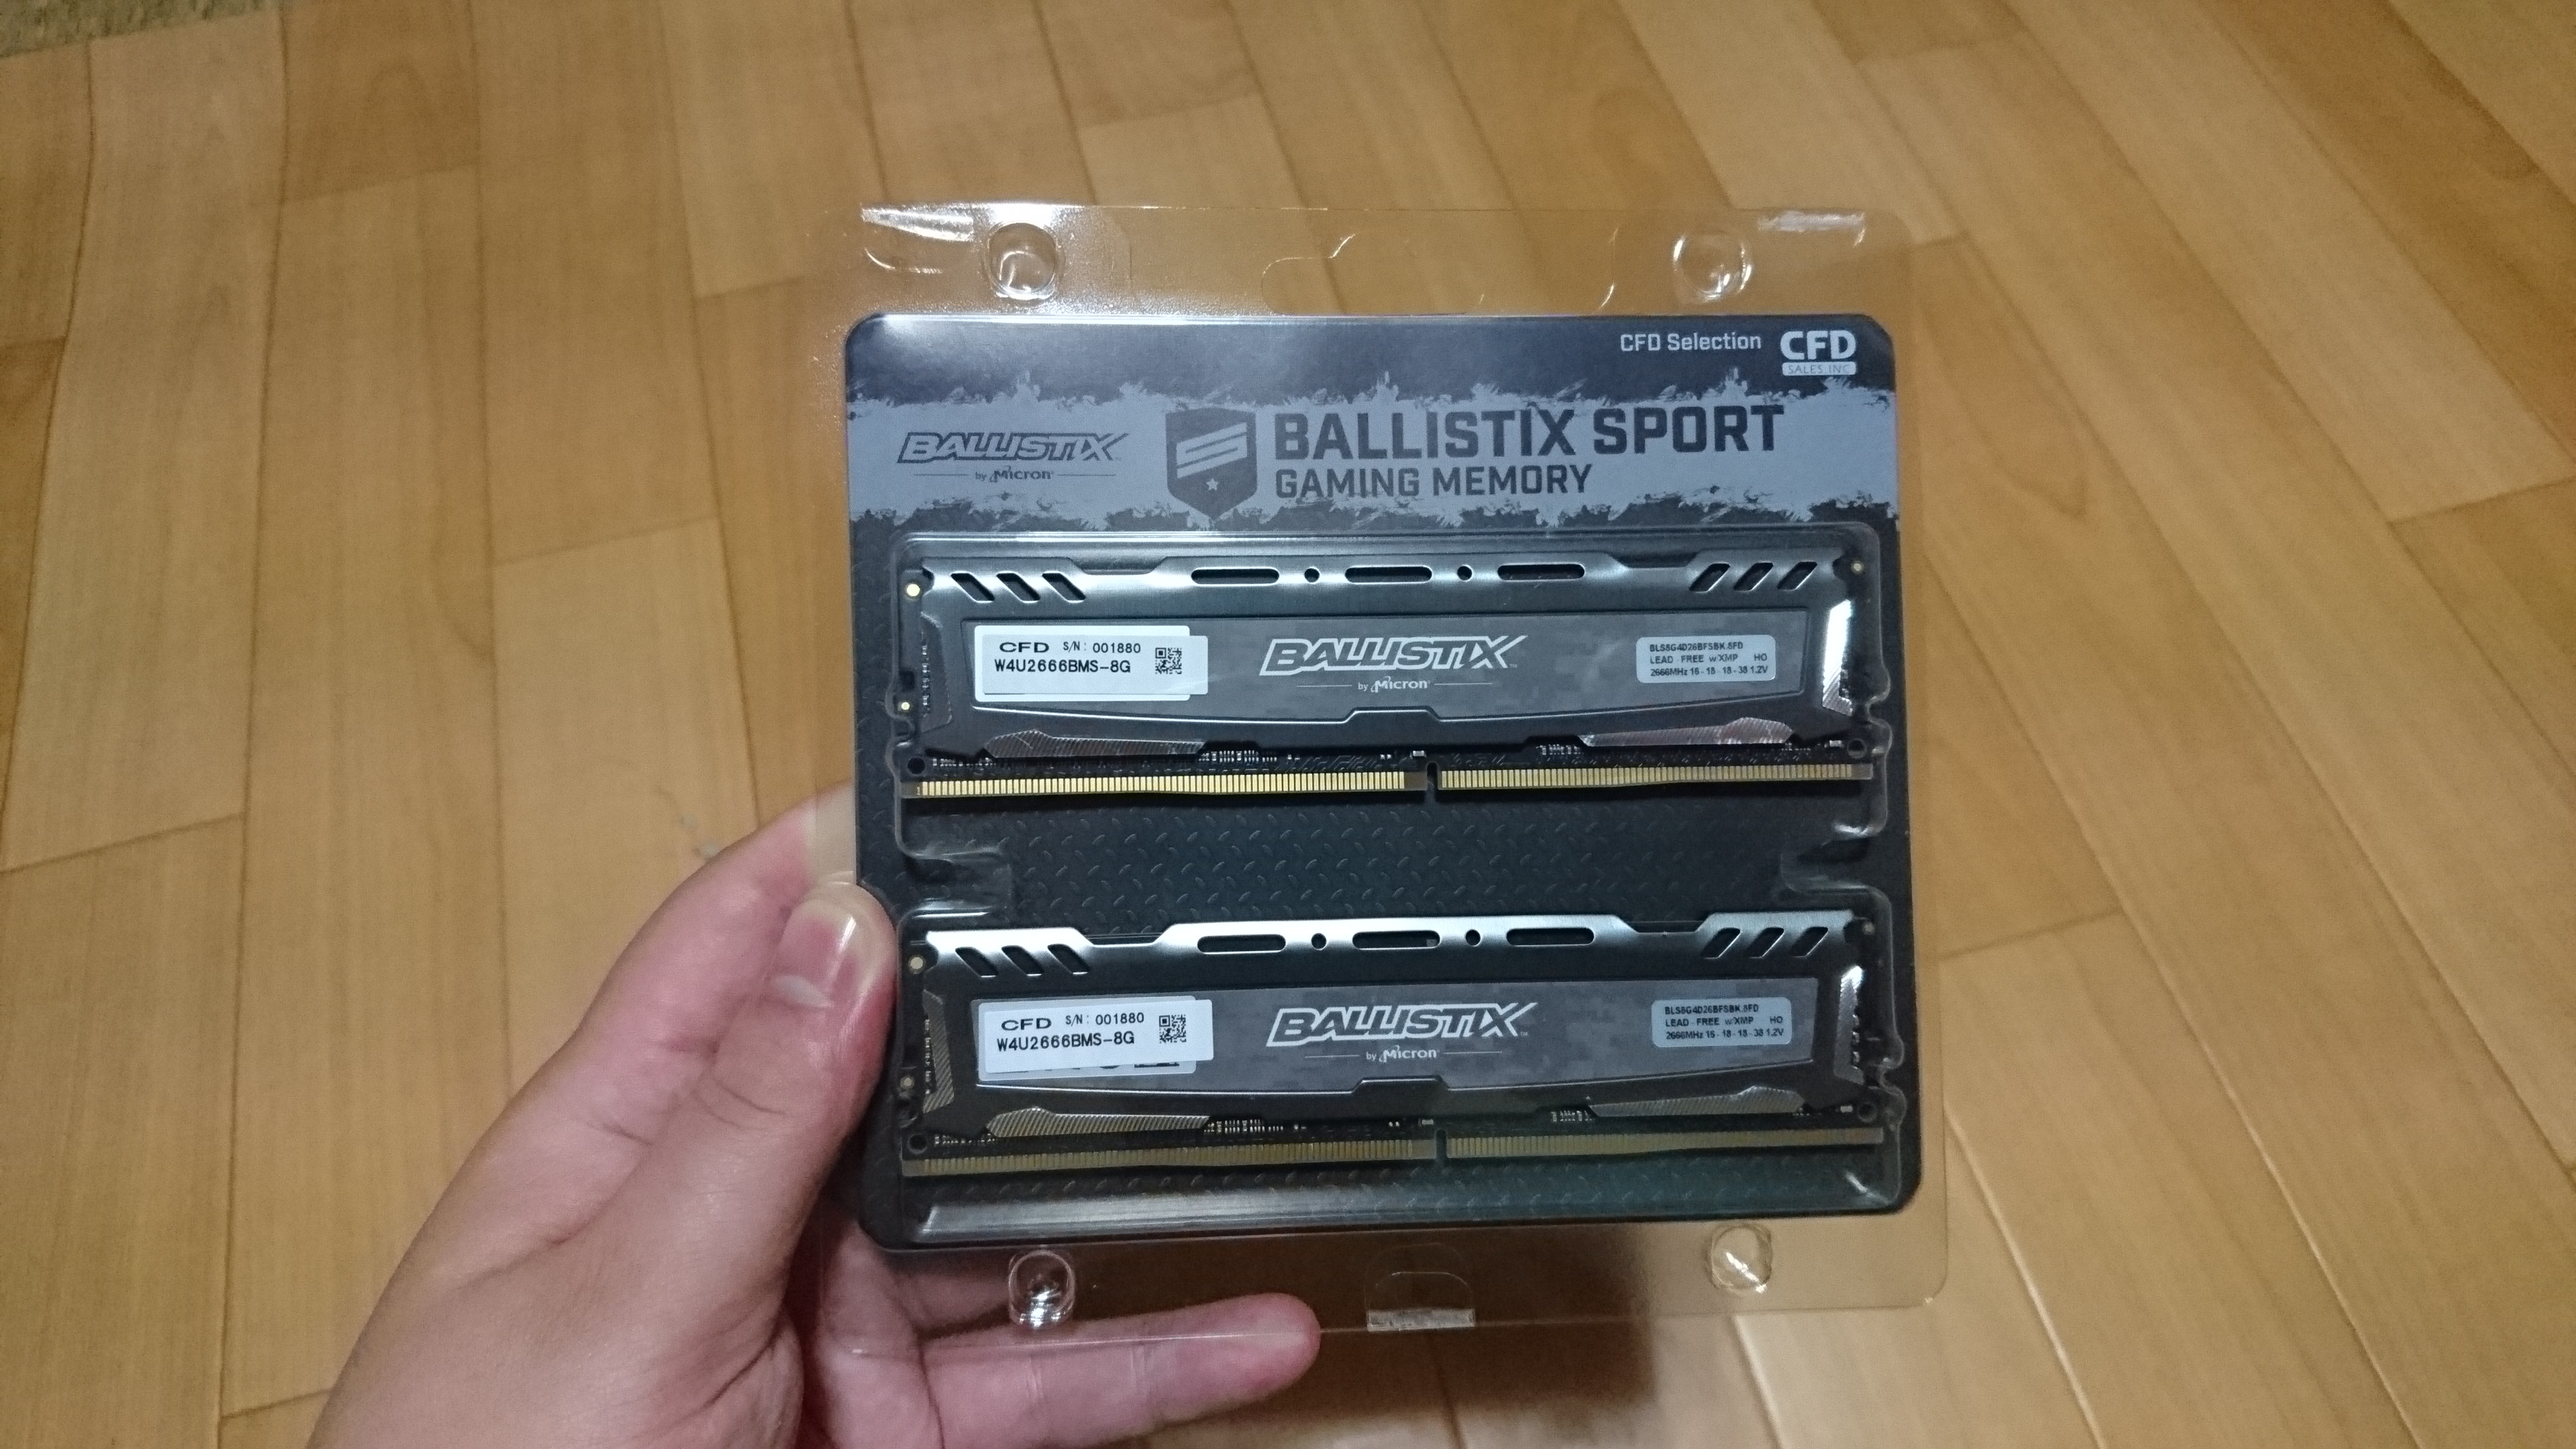 CFD Selection CFD
SALES.INC
BALLISTIX
by Micron
BALLISTIX SPORT
GAMING MEMORY
CFD S/N: 001880
W4U2666BMS-8G
BALLISTIX
by Micron
BLS8G4D26BFSBK.8FD
LEAD FREE w/XMP HO
2666MHz 16-18-18-38 1.2V
CFD S/N: 001880
W4U2666BMS-8G
BALLISTIX
by Micron
BLS8G4D26BFSBK.8FD
LEAD FREE w/XMP HO
2666MHz 16-18-18-38 1.2V